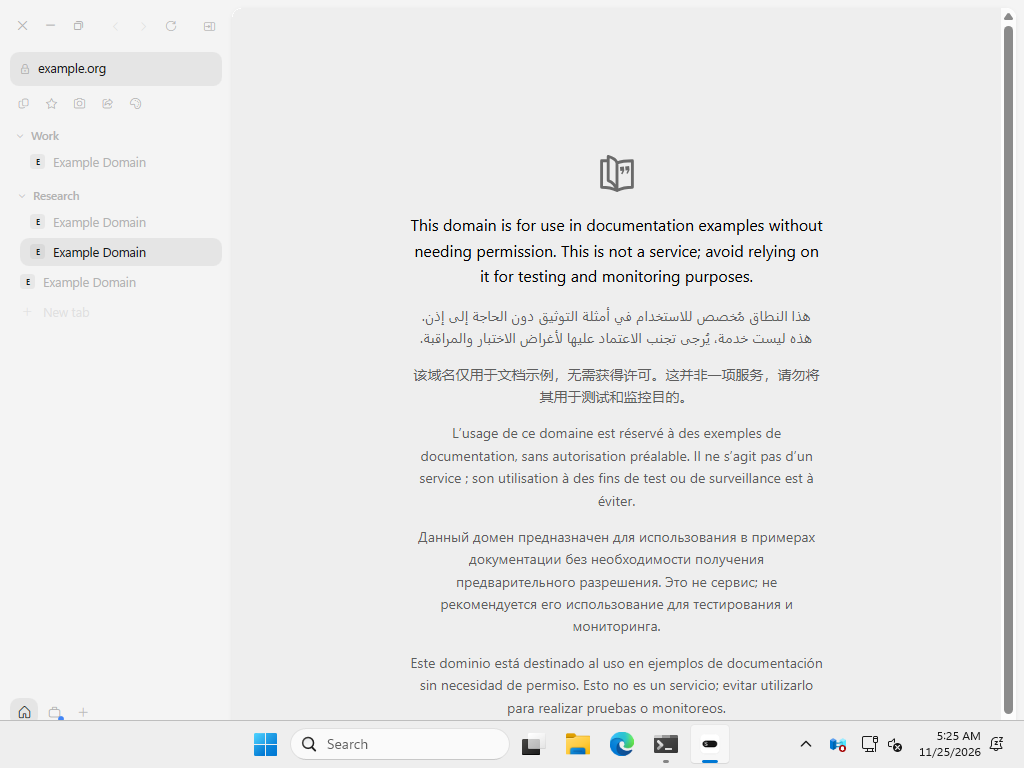 example.org
Work
E Example Domain
Research
E Example Domain
E Example Domain
E Example Domain
+ New tab
This domain is for use in documentation examples without
needing permission. This is not a service; avoid relying on
it for testing and monitoring purposes.
هذا النطاق مُخصص للاستخدام في أمثلة التوثيق دون الحاجة إلى إذن.
هذه ليست خدمة، يُرجى تجنب الاعتماد عليها لأغراض الاختبار والمراقبة.
该域名仅用于文档示例，无需获得许可。这并非一项服务，请勿将
其用于测试和监控目的。
L’usage de ce domaine est réservé à des exemples de
documentation, sans autorisation préalable. Il ne s’agit pas d’un
service ; son utilisation à des fins de test ou de surveillance est à
éviter.
Данный домен предназначен для использования в примерах
документации без необходимости получения
предварительного разрешения. Это не сервис; не
рекомендуется его использование для тестирования и
мониторинга.
Este dominio está destinado al uso en ejemplos de documentación
sin necesidad de permiso. Esto no es un servicio; evitar utilizarlo
para realizar pruebas o monitoreos.
Search
5:25 AM
11/25/2026